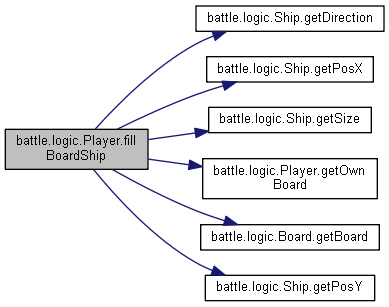 battle.logic.Player.fill
BoardShip
battle.logic.Ship.getDirection
battle.logic.Ship.getPosX
battle.logic.Ship.getSize
battle.logic.Player.getOwn
Board
battle.logic.Board.getBoard
battle.logic.Ship.getPosY